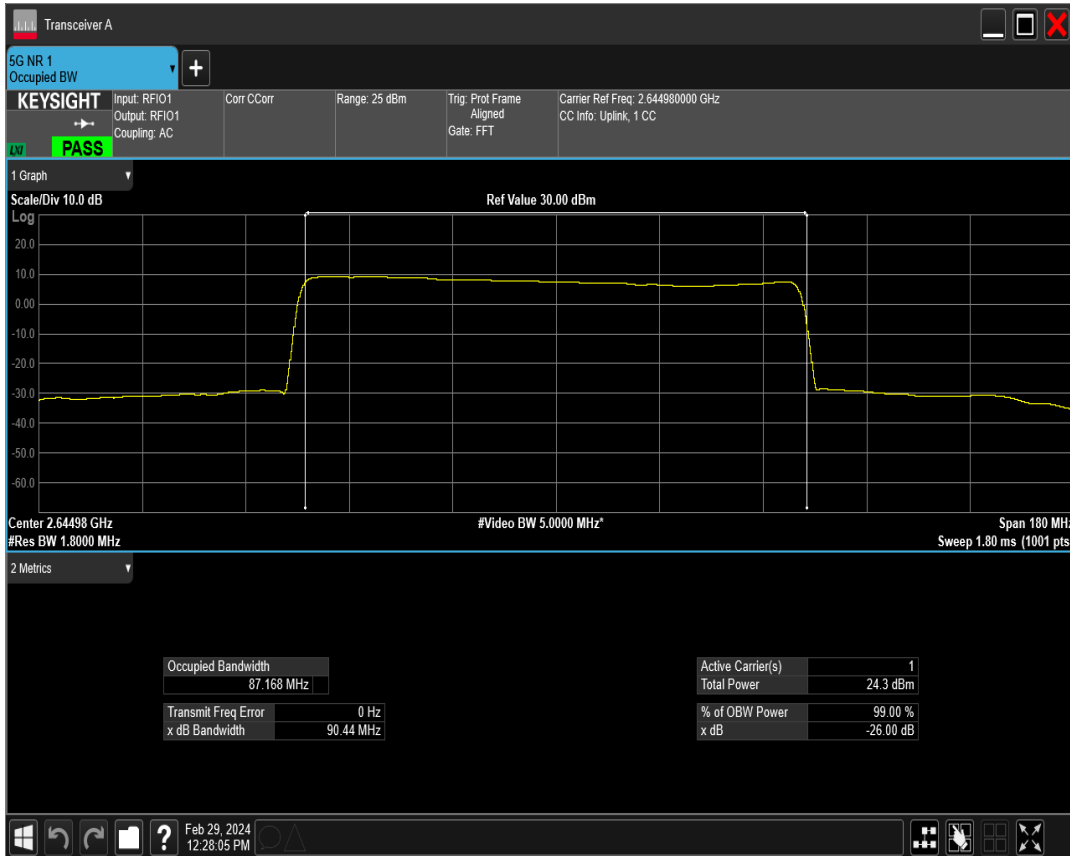 Transceiver A
5G NR 1
Occupied BW
KEYSIGHT
LXI
PASS
Input: RFIO1
Output: RFIO1
Coupling: AC
Corr CCorr
Range: 25 dBm
Trig: Prot Frame
Aligned
Gate: FFT
Carrier Ref Freq: 2.644980000 GHz
CC Info: Uplink, 1 CC
1 Graph
Scale/Div 10.0 dB
Ref Value 30.00 dBm
Log
20.0
10.0
0.00
-10.0
-20.0
-30.0
-40.0
-50.0
-60.0
Center 2.64498 GHz
#Video BW 5.0000 MHz*
Span 180 MHz
#Res BW 1.8000 MHz
Sweep 1.80 ms (1001 pts
2 Metrics
Occupied Bandwidth
87.168 MHz
Transmit Freq Error 0 Hz
x dB Bandwidth 90.44 MHz
Active Carrier(s) 1
Total Power 24.3 dBm
% of OBW Power 99.00 %
x dB -26.00 dB
Feb 29, 2024
12:28:05 PM